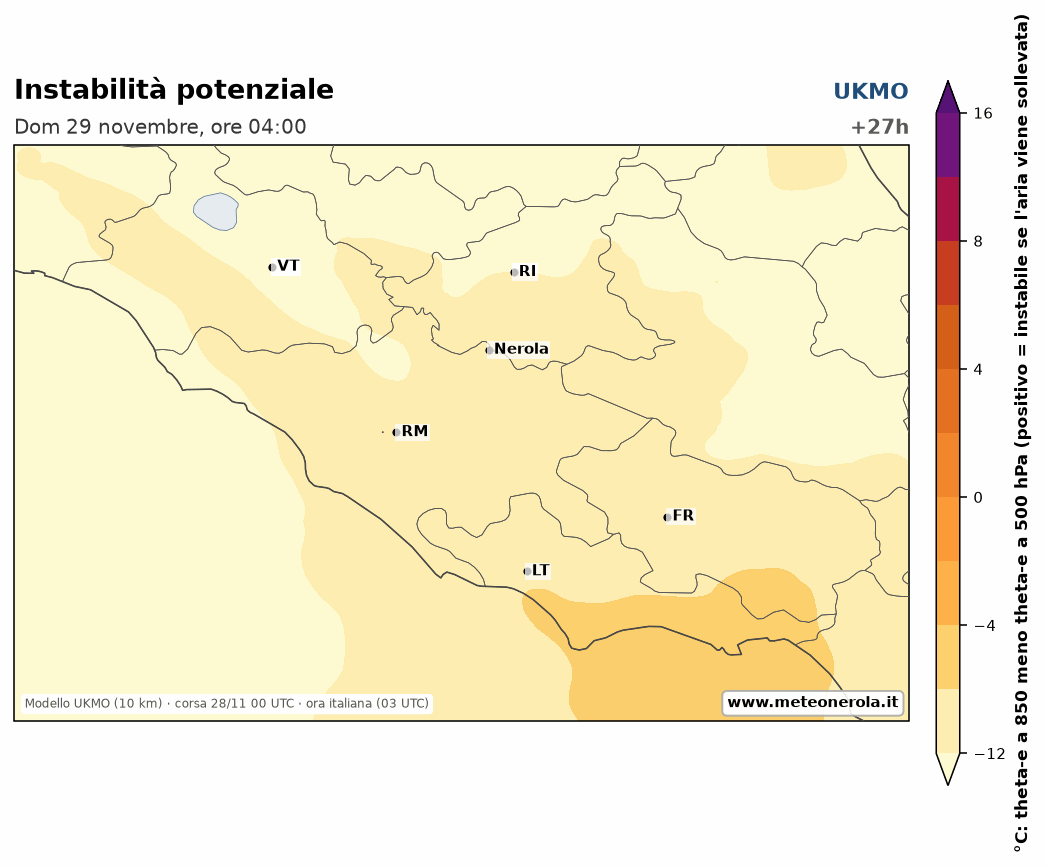 Instabilità potenziale
UKMO
Dom 29 novembre, ore 04:00
+27h
VT
RI
Nerola
RM
FR
LT
Modello UKMO (10 km) · corsa 28/11 00 UTC · ora italiana (03 UTC)
www.meteonerola.it
16
8
4
0
−4
−12
°C: theta-e a 850 meno theta-e a 500 hPa (positivo = instabile se l'aria viene sollevata)